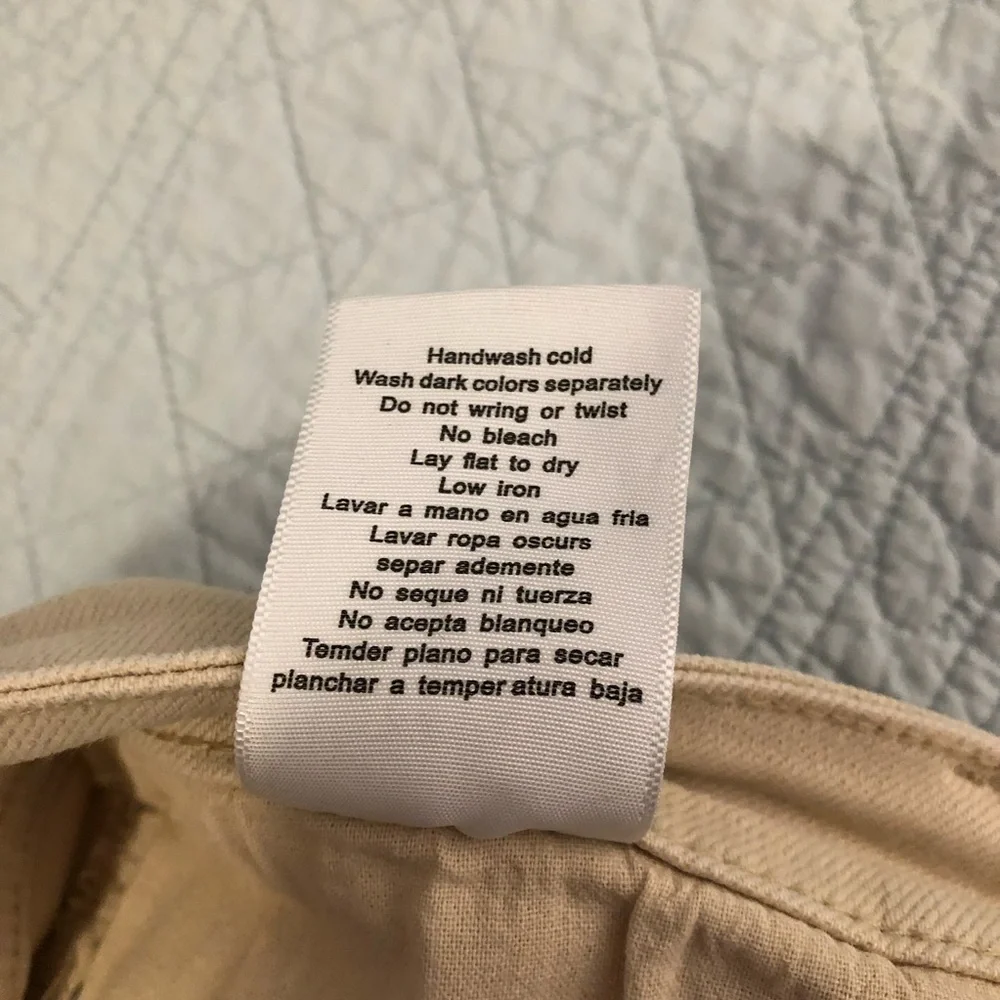 Handwash cold
Wash dark colors separately
Do not wring or twist
No bleach
Lay flat to dry
Low iron
Lavar a mano en agua fria
Lavar ropa oscurs
separ ademente
No seque ni tuerza
No acepta blanqueo
Temder plano para secar
planchar a temper atura baja